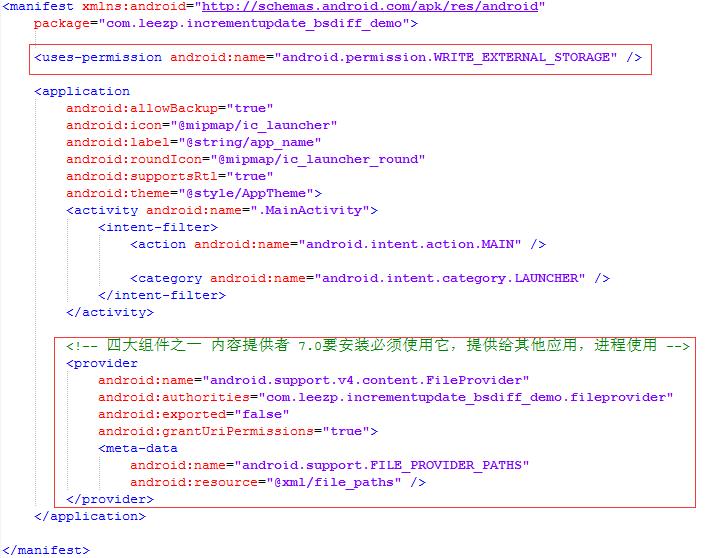 <manifest xmlns:android="http://schemas.android.com/apk/res/android"
package="com.leezp.incrementupdate_bsdiff_demo">
<uses-permission android:name="android.permission.WRITE_EXTERNAL_STORAGE" />
<application
android:allowBackup="true"
android:icon="@mipmap/ic_launcher"
android:label="@string/app_name"
android:roundIcon="@mipmap/ic_launcher_round"
android:supportsRtl="true"
android:theme="@style/AppTheme">
<activity android:name=".MainActivity">
<intent-filter>
<action android:name="android.intent.action.MAIN" />
<category android:name="android.intent.category.LAUNCHER" />
</intent-filter>
</activity>
<!-- 四大组件之一 内容提供者 7.0要安装必须使用它，提供给其他应用，进程使用 -->
<provider
android:name="android.support.v4.content.FileProvider"
android:authorities="com.leezp.incrementupdate_bsdiff_demo.fileprovider"
android:exported="false"
android:grantUriPermissions="true">
<meta-data
android:name="android.support.FILE_PROVIDER_PATHS"
android:resource="@xml/file_paths" />
</provider>
</application>
</manifest>